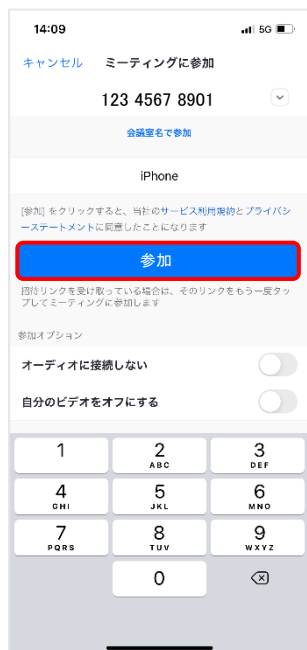 14:09 5G
キャンセル ミーティングに参加
123 4567 8901
会議室名で参加
iPhone
[参加] をクリックすると、当社のサービス利用規約とプライバシ
ーステートメントに同意したことになります
参加
招待リンクを受け取っている場合は、そのリンクをもう一度タッ
プしてミーティングに参加します
参加オプション
オーディオに接続しない
自分のビデオをオフにする
1 2 3
ABC DEF
4 5 6
GHI JKL MNO
7 8 9
PQRS TUV WXYZ
0